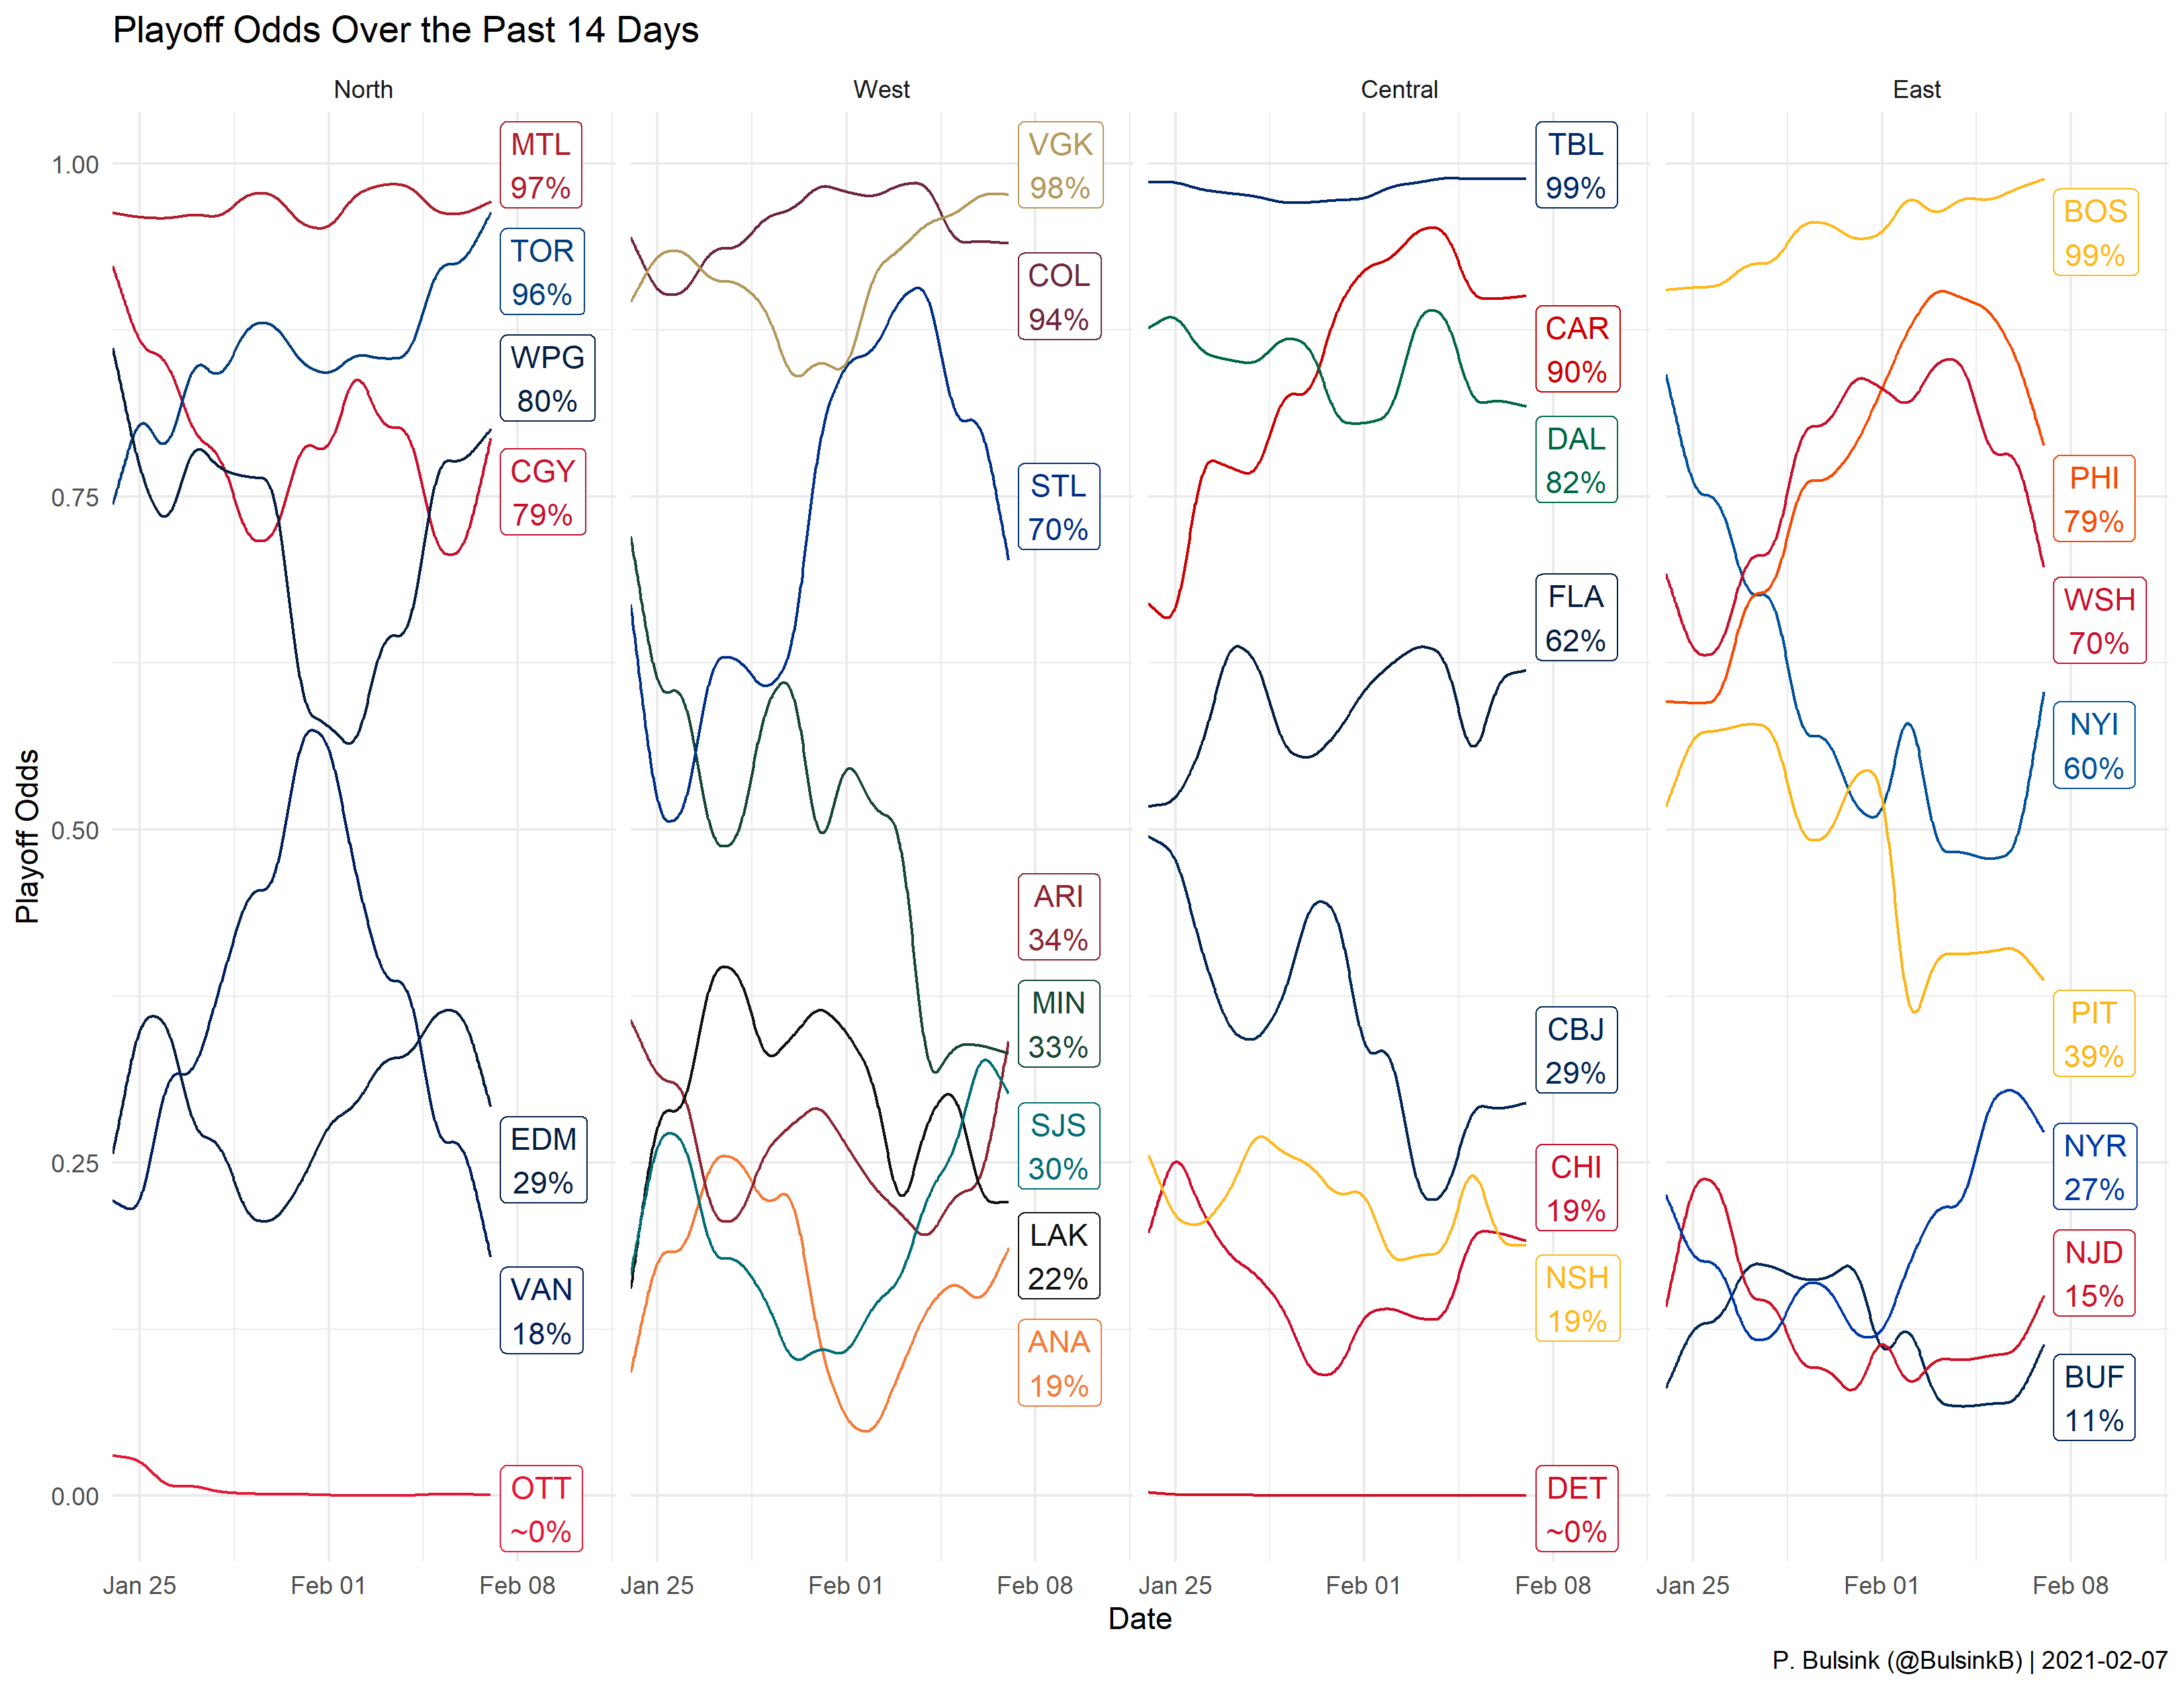 Playoff Odds Over the Past 14 Days
North
West
Central
East
Playoff Odds
1.00
0.75
0.50
0.25
0.00
MTL
97%
TOR
96%
WPG
80%
CGY
79%
EDM
29%
VAN
18%
OTT
~0%
VGK
98%
COL
94%
STL
70%
ARI
34%
MIN
33%
SJS
30%
LAK
22%
ANA
19%
TBL
99%
CAR
90%
DAL
82%
FLA
62%
CBJ
29%
CHI
19%
NSH
19%
DET
~0%
BOS
99%
PHI
79%
WSH
70%
NYI
60%
PIT
39%
NYR
27%
NJD
15%
BUF
11%
Jan 25 Feb 01 Feb 08 Jan 25 Feb 01 Feb 08 Jan 25 Feb 01 Feb 08 Jan 25 Feb 01 Feb 08
Date
P. Bulsink (@BulsinkB) | 2021-02-07